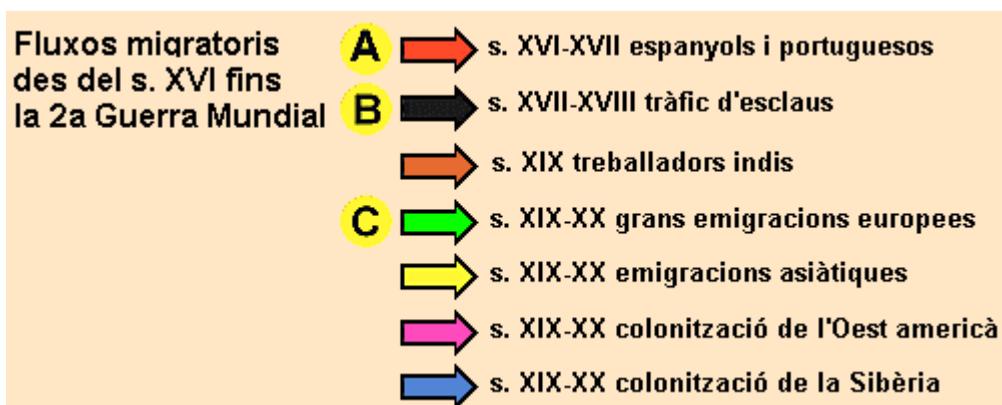 Fluxos migratoris
des del s. XVI fins
la 2a Guerra Mundial
A s. XVI-XVII espanyols i portuguesos
B s. XVII-XVIII tràfic d'esclaus
s. XIX treballadors indis
C s. XIX-XX grans emigracions europees
s. XIX-XX emigracions asiàtiques
s. XIX-XX colonització de l'Oest americà
s. XIX-XX colonització de la Sibèria